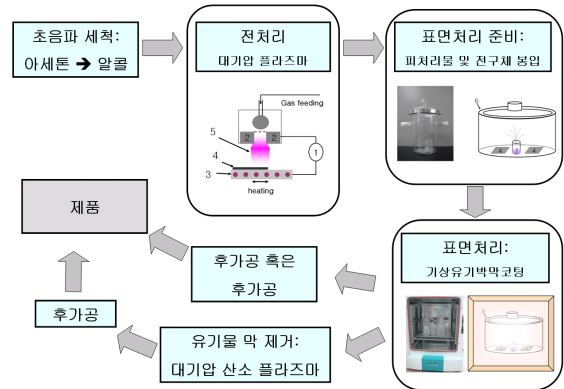 초음파 세척:
아세톤 → 알콜
전처리
대기압 플라즈마
Gas feeding
5
2
2
1
4
3
heating
표면처리 준비:
피처리물 및 전구체 봉입
6
4
4
표면처리:
기상유기박막코팅
후가공 혹은
후가공
유기물 막 제거:
대기압 산소 플라즈마
후가공
제품